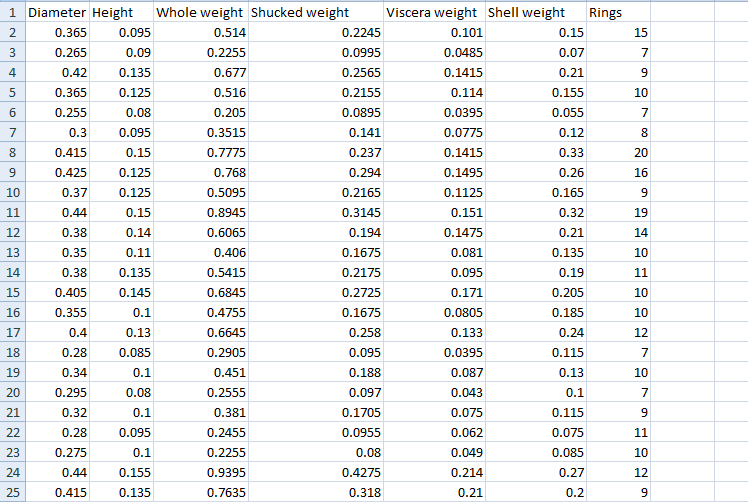 1 Diameter Height Whole weight Shucked weight Viscera weight Shell weight Rings
2 0.365 0.095 0.514 0.2245 0.101 0.15 15
3 0.265 0.09 0.2255 0.0995 0.0485 0.07 7
4 0.42 0.135 0.677 0.2565 0.1415 0.21 9
5 0.365 0.125 0.516 0.2155 0.114 0.155 10
6 0.255 0.08 0.205 0.0895 0.0395 0.055 7
7 0.3 0.095 0.3515 0.141 0.0775 0.12 8
8 0.415 0.15 0.7775 0.237 0.1415 0.33 20
9 0.425 0.125 0.768 0.294 0.1495 0.26 16
10 0.37 0.125 0.5095 0.2165 0.1125 0.165 9
11 0.44 0.15 0.8945 0.3145 0.151 0.32 19
12 0.38 0.14 0.6065 0.194 0.1475 0.21 14
13 0.35 0.11 0.406 0.1675 0.081 0.135 10
14 0.38 0.135 0.5415 0.2175 0.095 0.19 11
15 0.405 0.145 0.6845 0.2725 0.171 0.205 10
16 0.355 0.1 0.4755 0.1675 0.0805 0.185 10
17 0.4 0.13 0.6645 0.258 0.133 0.24 12
18 0.28 0.085 0.2905 0.095 0.0395 0.115 7
19 0.34 0.1 0.451 0.188 0.087 0.13 10
20 0.295 0.08 0.2555 0.097 0.043 0.1 7
21 0.32 0.1 0.381 0.1705 0.075 0.115 9
22 0.28 0.095 0.2455 0.0955 0.062 0.075 11
23 0.275 0.1 0.2255 0.08 0.049 0.085 10
24 0.44 0.155 0.9395 0.4275 0.214 0.27 12
25 0.415 0.135 0.7635 0.318 0.21 0.2 9